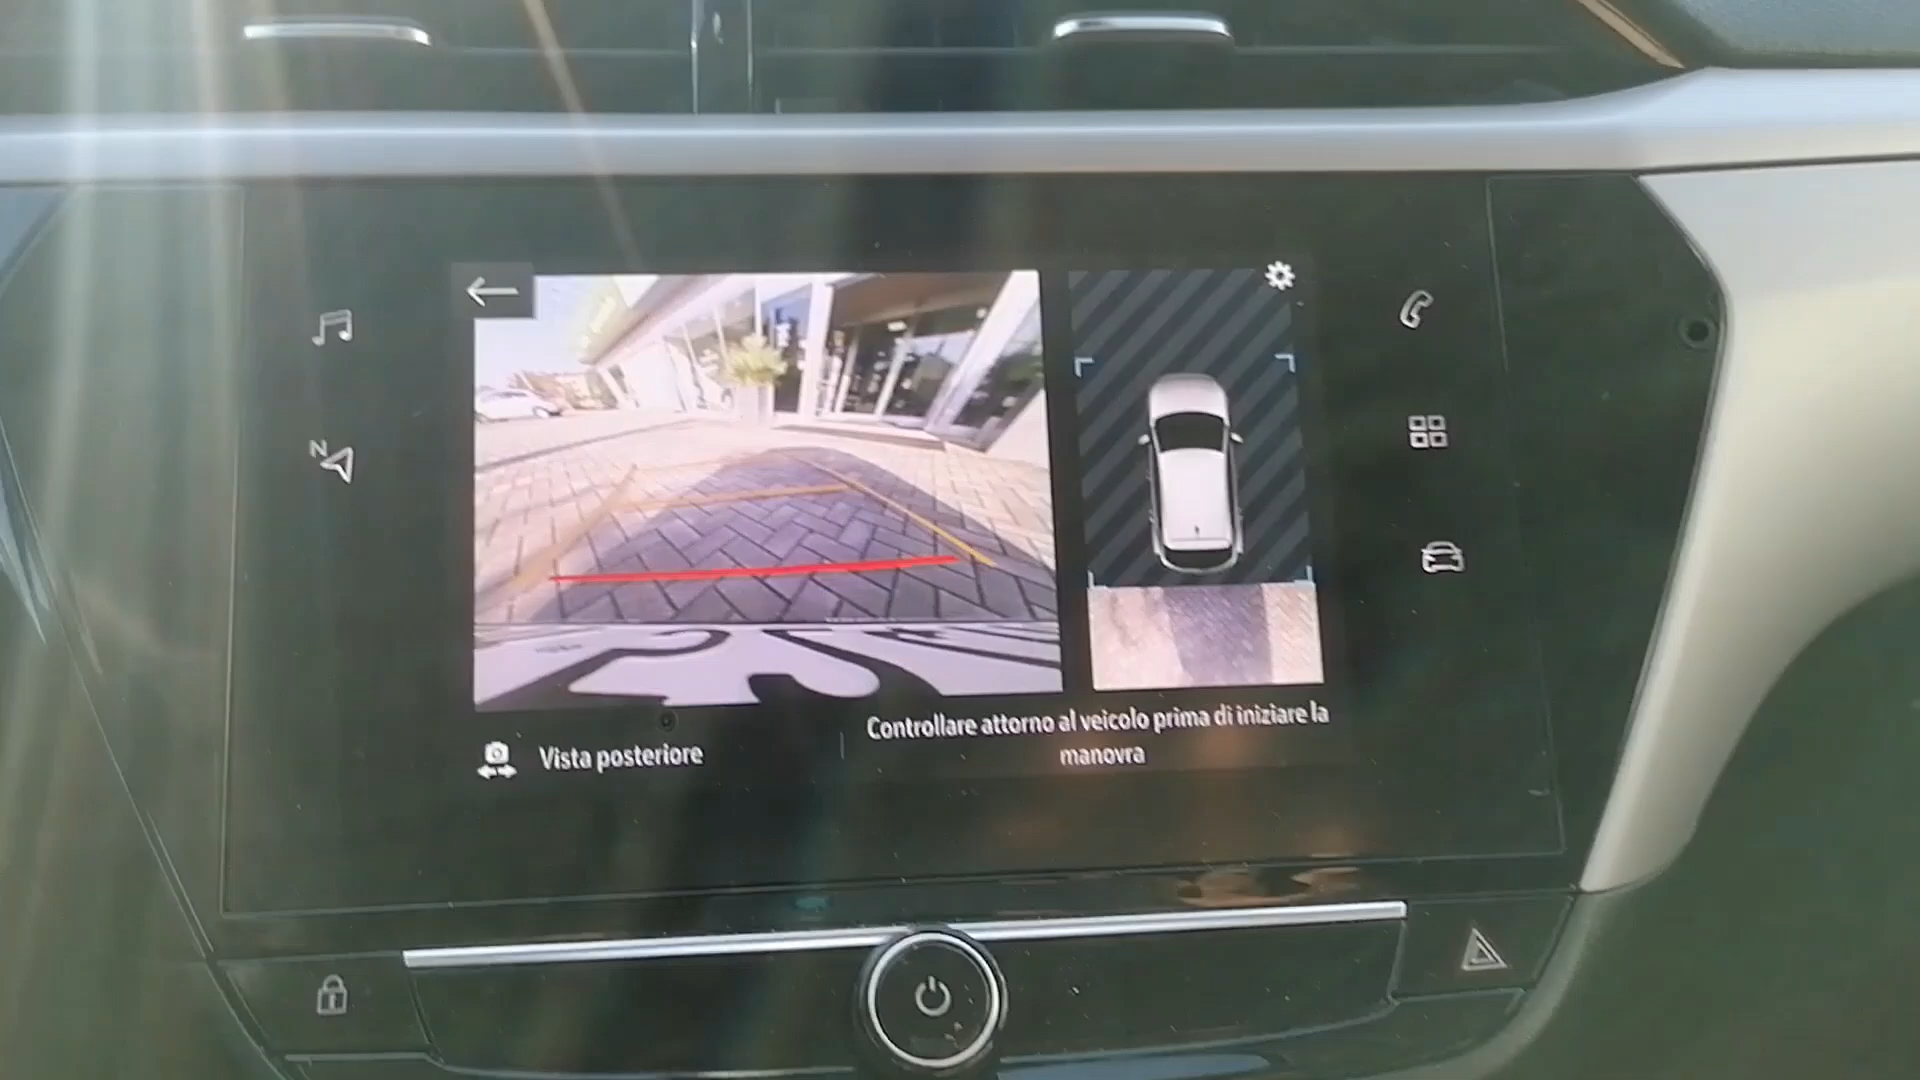 N
Vista posteriore
Controllare attorno al veicolo prima di iniziare la
manovra